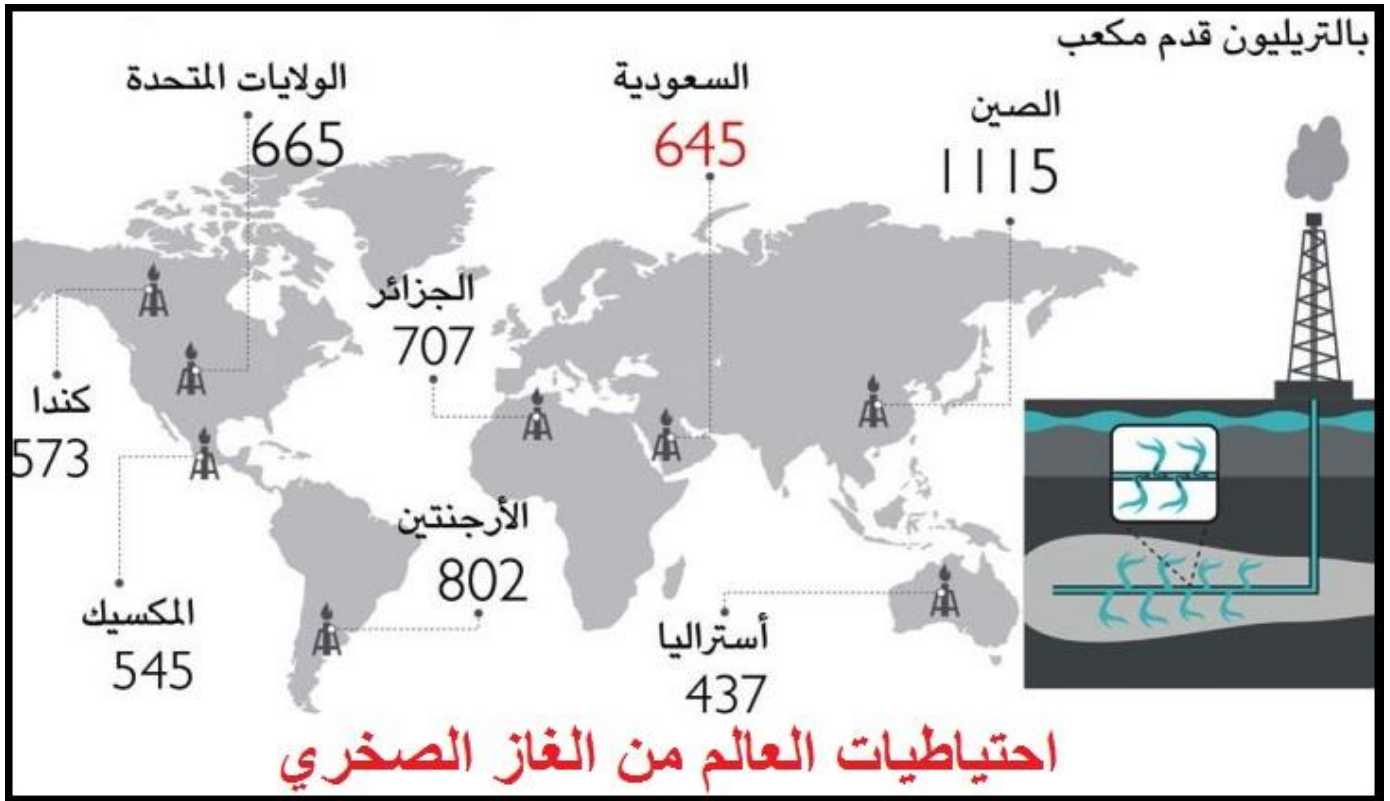 بالتريليون قدم مكعب
الصين
1115
السعودية
645
الولايات المتحدة
665
الجزائر
707
كندا
573
الأرجنتين
802
المكسيك
545
أستراليا
437
احتياطيات العالم من الغاز الصخري